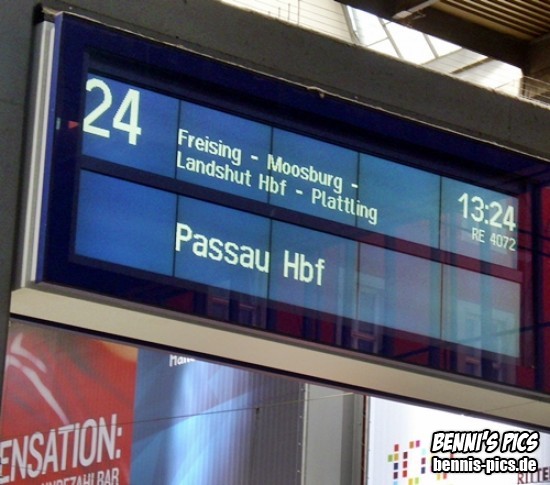 24
Freising - Moosburg -
Landshut Hbf - Plattling
13:24
RE 4072
Passau Hbf
ENSATION:
BENNI'S PICS
bennis-pics.de